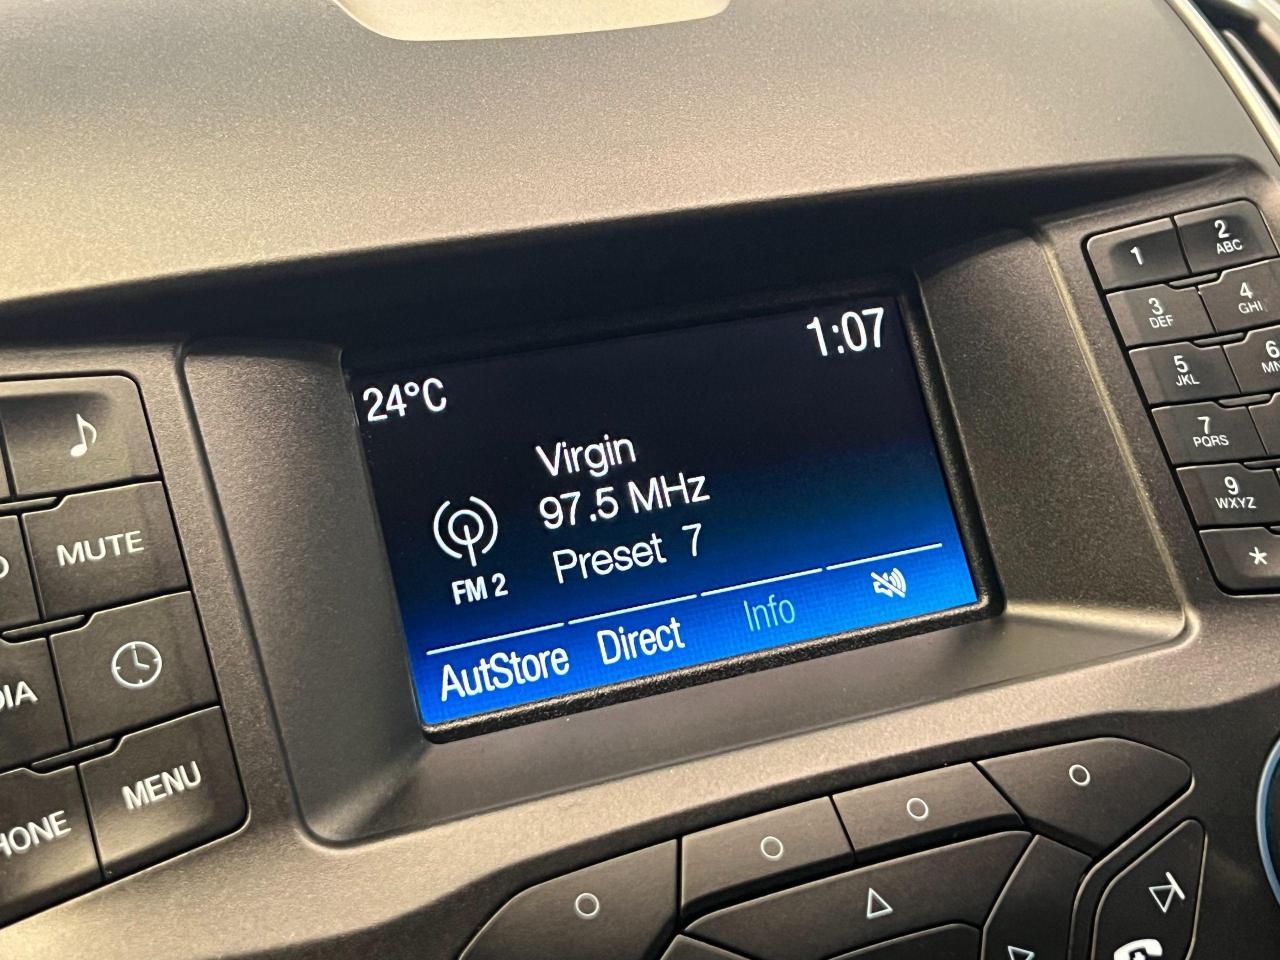 24°C
1:07
Virgin
97.5 MHz
Preset 7
FM 2
AutStore
Direct
Info
MUTE
MENU
1
2
ABC
3
DEF
4
GHI
5
JKL
6
7
PQRS
9
WXYZ
*